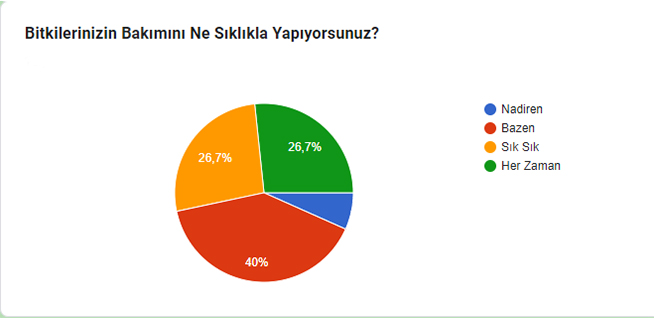 Bitkilerinizin Bakımını Ne Sıklıkla Yapıyorsunuz?
Nadiren
Bazen
Sık Sık
Her Zaman
26,7%
26,7%
40%